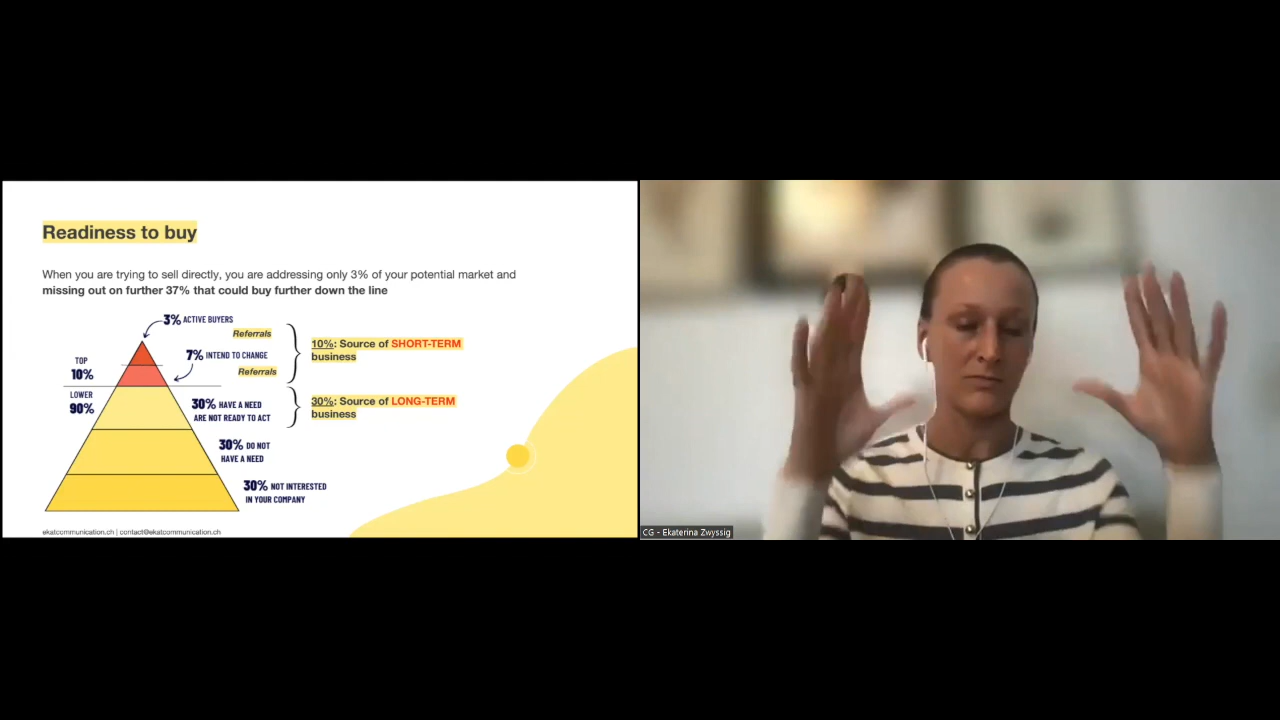 Readiness to buy
When you are trying to sell directly, you are addressing only 3% of your potential market and
missing out on further 37% that could buy further down the line
3% ACTIVE BUYERS
Referrals
7% INTEND TO CHANGE
Referrals
TOP
10%
LOWER
90%
10%: Source of SHORT-TERM
business
30%: Source of LONG-TERM
business
30% HAVE A NEED
ARE NOT READY TO ACT
30% DO NOT
HAVE A NEED
30% NOT INTERESTED
IN YOUR COMPANY
ekatcommunication.ch | contact@ekatcommunication.ch
CG - Ekaterina Zwyssig